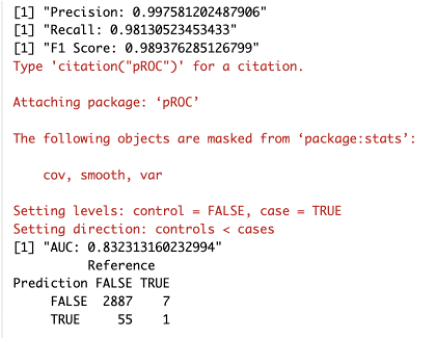 [1] "Precision: 0.997581202487906"
[1] "Recall: 0.98130523453433"
[1] "F1 Score: 0.989376285126799"
Type 'citation("pROC")' for a citation.
Attaching package: ‘pROC’
The following objects are masked from ‘package:stats’:
cov, smooth, var
Setting levels: control = FALSE, case = TRUE
Setting direction: controls < cases
[1] "AUC: 0.832313160232994"
Reference
Prediction FALSE TRUE
FALSE 2887 7
TRUE 55 1